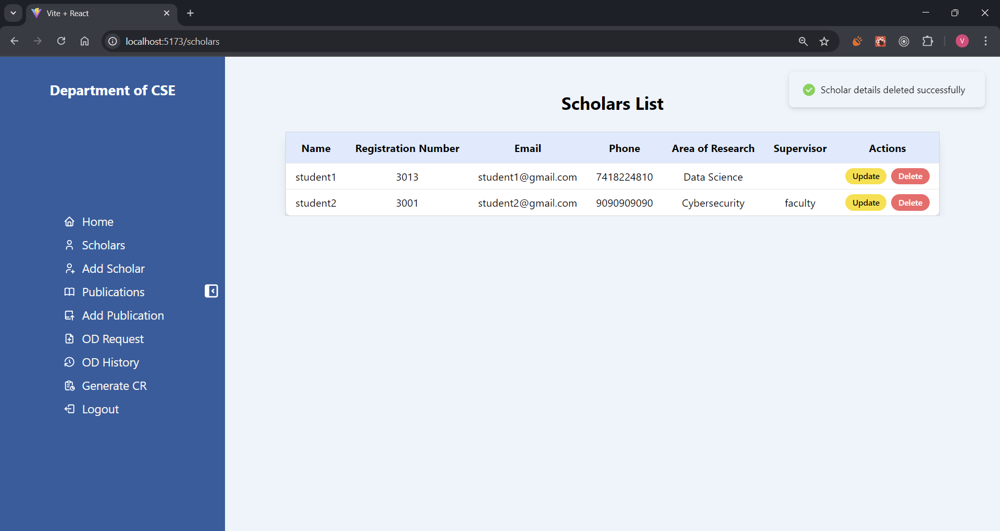 Vite + React
localhost:5173/scholars
V
Department of CSE
Home
Scholars
Add Scholar
Publications
Add Publication
OD Request
OD History
Generate CR
Logout
Scholar details deleted successfully
Scholars List
Name Registration Number Email Phone Area of Research Supervisor Actions
student1 3013 student1@gmail.com 7418224810 Data Science Update Delete
student2 3001 student2@gmail.com 9090909090 Cybersecurity faculty Update Delete